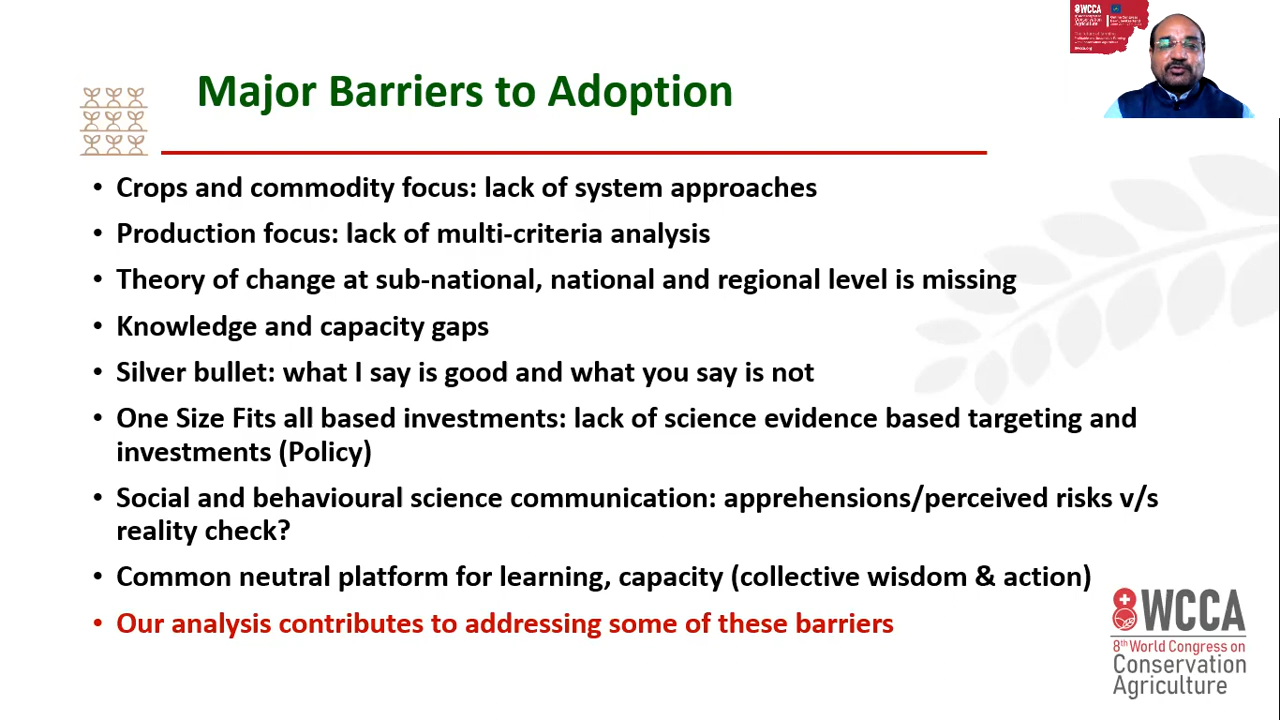 8WCCA
Major Barriers to Adoption
• Crops and commodity focus: lack of system approaches
• Production focus: lack of multi-criteria analysis
• Theory of change at sub-national, national and regional level is missing
• Knowledge and capacity gaps
• Silver bullet: what I say is good and what you say is not
• One Size Fits all based investments: lack of science evidence based targeting and
investments (Policy)
• Social and behavioural science communication: apprehensions/perceived risks v/s
reality check?
• Common neutral platform for learning, capacity (collective wisdom & action)
• Our analysis contributes to addressing some of these barriers
8WCCA
8th World Congress on
Conservation
Agriculture